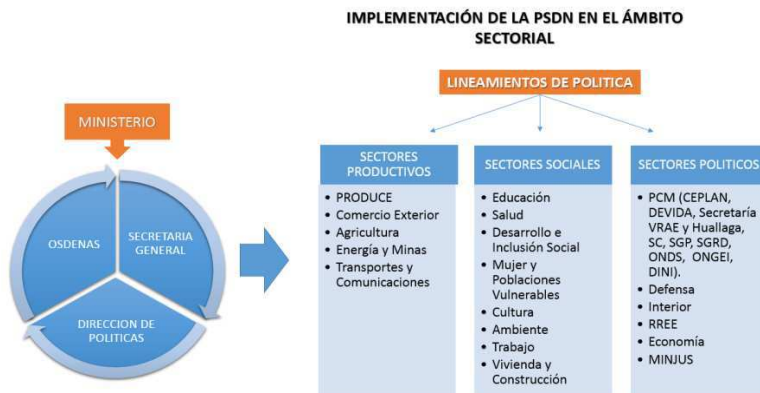 IMPLEMENTACIÓN DE LA PSDN EN EL ÁMBITO
SECTORIAL
LINEAMIENTOS DE POLITICA
MINISTERIO
OSDENAS
SECRETARIA
GENERAL
DIRECCION DE
POLITICAS
SECTORES
PRODUCTIVOS
• PRODUCE
• Comercio Exterior
• Agricultura
• Energía y Minas
• Transportes y
Comunicaciones
SECTORES SOCIALES
• Educación
• Salud
• Desarrollo e
Inclusión Social
• Mujer y
Poblaciones
Vulnerables
• Cultura
• Ambiente
• Trabajo
• Vivienda y
Construcción
SECTORES POLITICOS
• PCM (CEPLAN,
DEVIDA, Secretaría
VRAE y Huallaga,
SC, SGP, SGRD,
ONDS, ONGEI,
DINI).
• Defensa
• Interior
• RREE
• Economía
• MINJUS